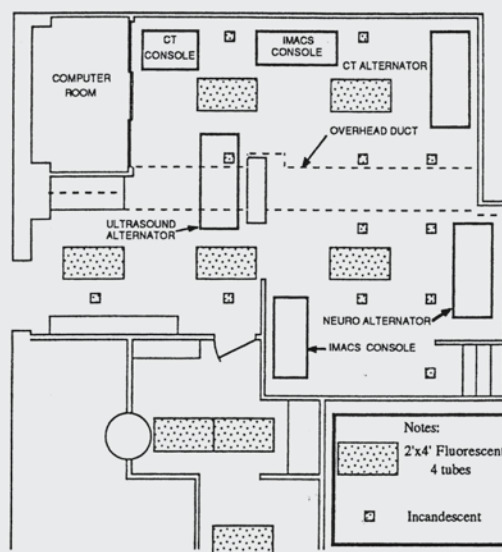 CT
CONSOLE
IMACS
CONSOLE
CT ALTERNATOR
COMPUTER
ROOM
OVERHEAD DUCT
ULTRASOUND
ALTERNATOR
NEURO ALTERNATOR
IMACS CONSOLE
Notes:
2'x4' Fluorescent
4 tubes
Incandescent